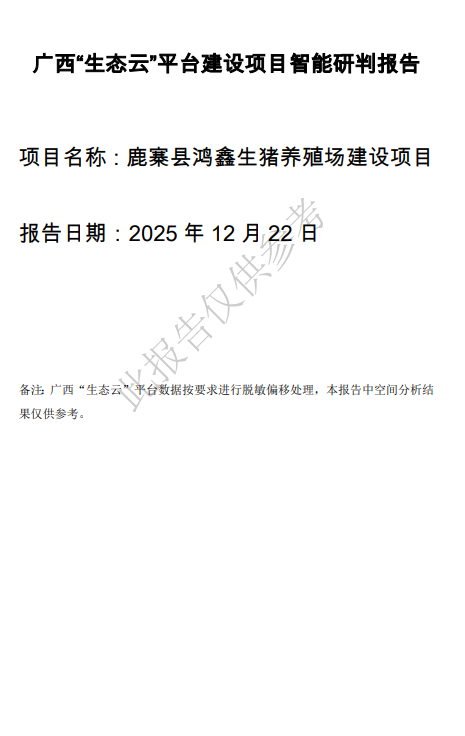 广西“生态云”平台建设项目智能研判报告
项目名称：鹿寨县鸿鑫生猪养殖场建设项目
报告日期：2025 年 12 月 22 日
此报告仅供参考
备注：广西“生态云”平台数据按要求进行脱敏偏移处理，本报告中空间分析结
果仅供参考。